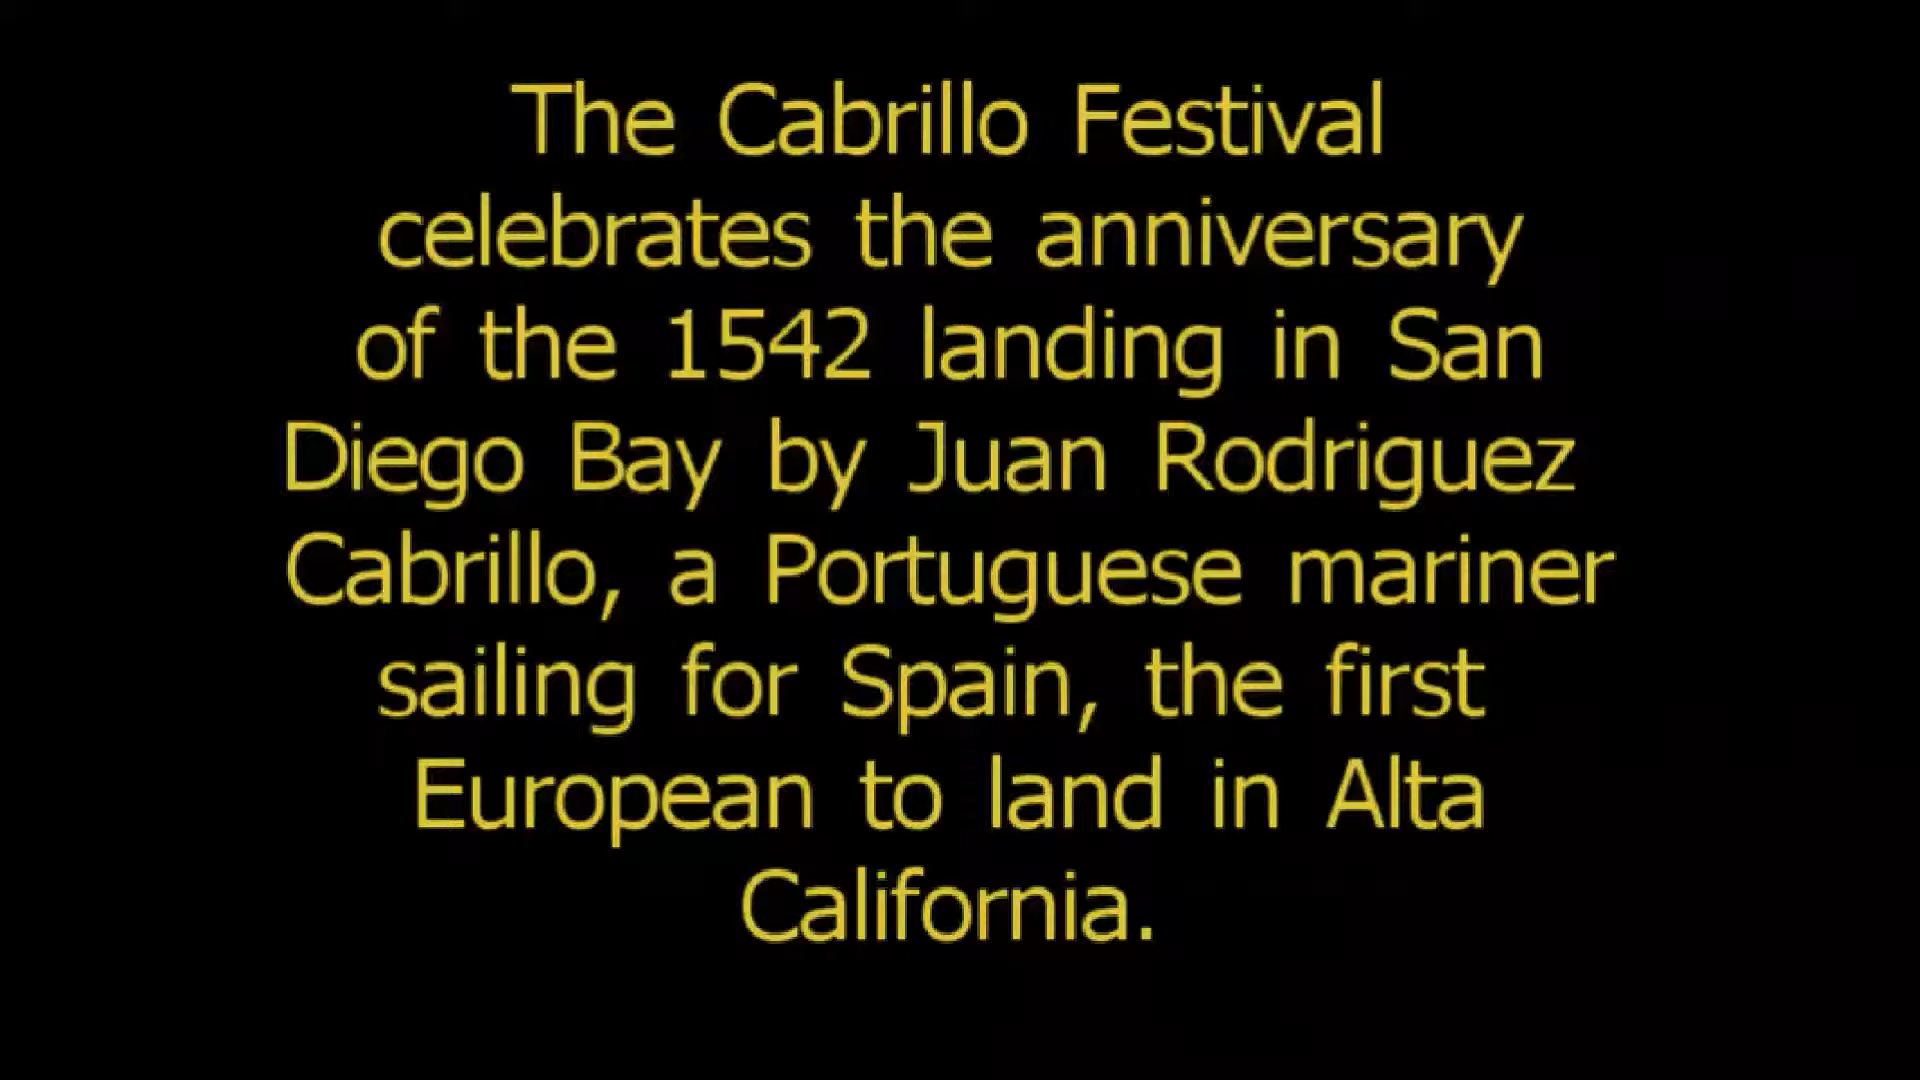 The Cabrillo Festival
celebrates the anniversary
of the 1542 landing in San
Diego Bay by Juan Rodriguez
Cabrillo, a Portuguese mariner
sailing for Spain, the first
European to land in Alta
California.